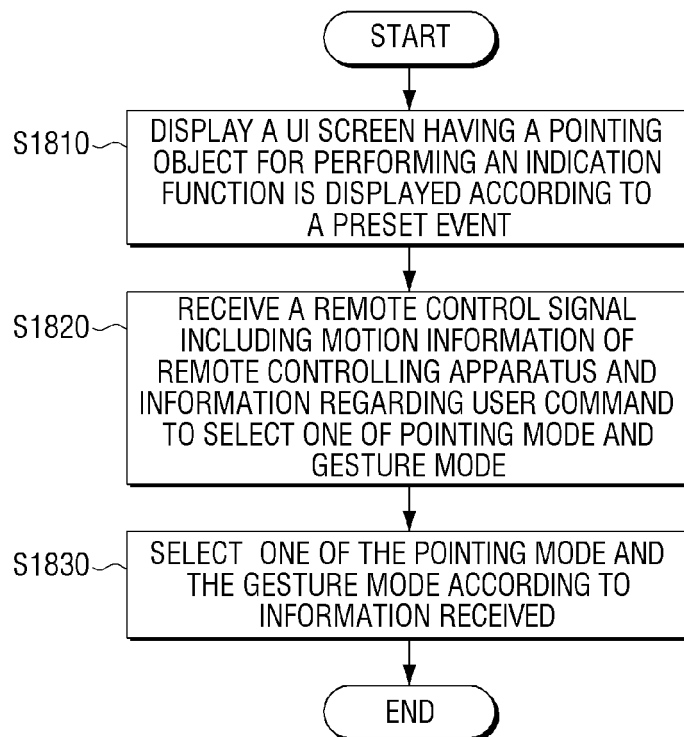 START
S1810
DISPLAY A UI SCREEN HAVING A POINTING
OBJECT FOR PERFORMING AN INDICATION
FUNCTION IS DISPLAYED ACCORDING TO
A PRESET EVENT
S1820
RECEIVE A REMOTE CONTROL SIGNAL
INCLUDING MOTION INFORMATION OF
REMOTE CONTROLLING APPARATUS AND
INFORMATION REGARDING USER COMMAND
TO SELECT ONE OF POINTING MODE AND
GESTURE MODE
S1830
SELECT ONE OF THE POINTING MODE AND
THE GESTURE MODE ACCORDING TO
INFORMATION RECEIVED
END